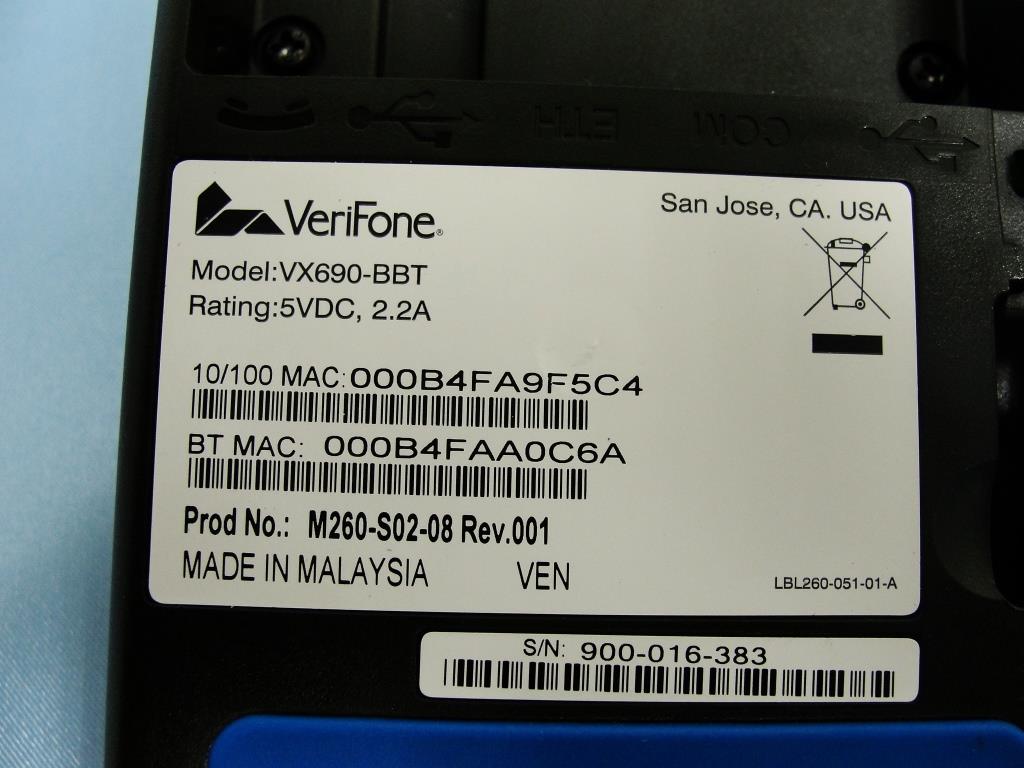 ETH COM
VeriFone®
San Jose, CA. USA
Model:VX690-BBT
Rating:5VDC, 2.2A
10/100 MAC:000B4FA9F5C4
BT MAC: 000B4FAA0C6A
Prod No.: M260-S02-08 Rev.001
MADE IN MALAYSIA VEN
LBL260-051-01-A
S/N: 900-016-383